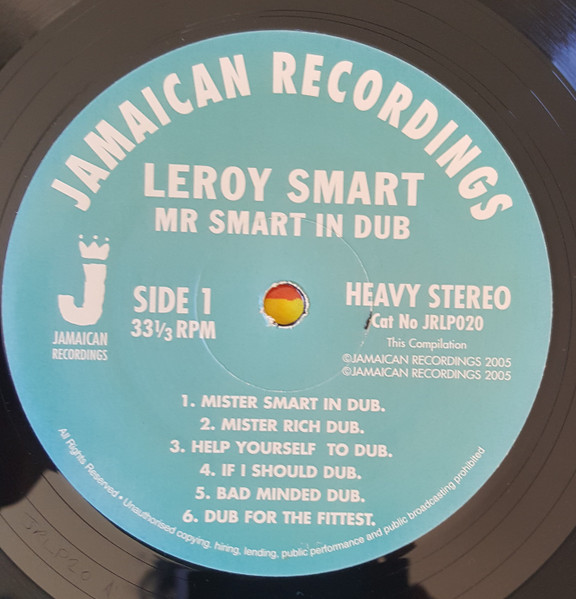 JAMAICAN RECORDINGS
LEROY SMART
MR SMART IN DUB
J
JAMAICAN
RECORDINGS
SIDE 1
33⅓ RPM
HEAVY STEREO
Cat No JRLP020
This Compilation
©JAMAICAN RECORDINGS 2005
©JAMAICAN RECORDINGS 2005
1. MISTER SMART IN DUB.
2. MISTER RICH DUB.
3. HELP YOURSELF TO DUB.
4. IF I SHOULD DUB.
5. BAD MINDED DUB.
6. DUB FOR THE FITTEST.
All Rights Reserved • Unauthorised copying, hiring, lending, public performance and public broadcasting prohibited
JRLP20 A